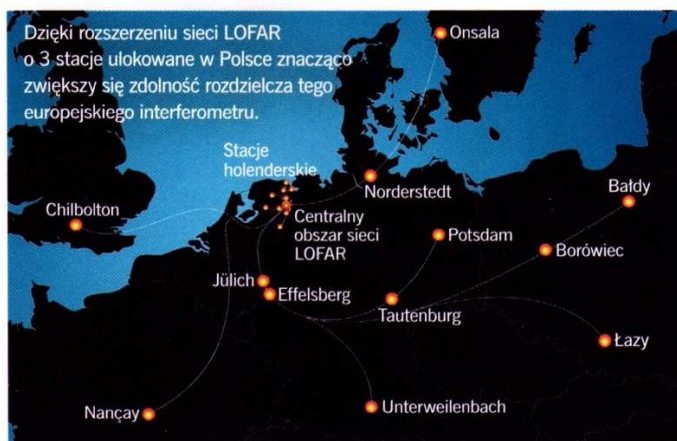 Dzięki rozszerzeniu sieci LOFAR
o 3 stacje ulokowane w Polsce znacząco
zwiększy się zdolność rozdzielcza tego
europejskiego interferometru.
Onsala
Stacje
holenderskie
Norderstedt
Bałdy
Chilbolton
Centralny
obszar sieci
LOFAR
Potsdam
Borówiec
Jülich
Effelsberg
Tautenburg
Łazy
Nançay
Unterweilenbach